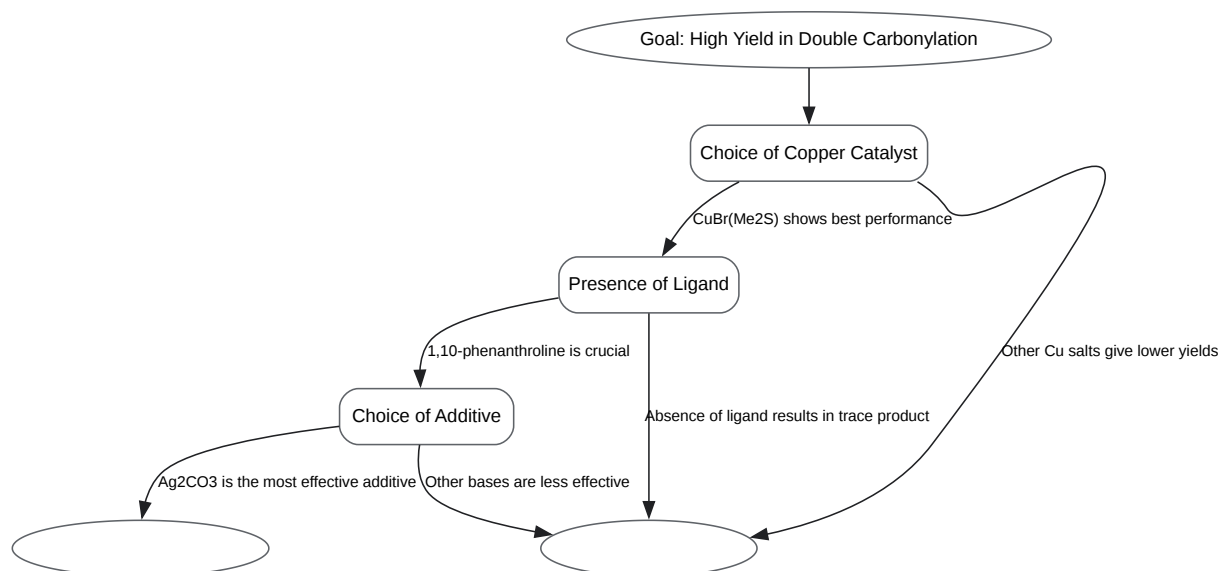 Goal: High Yield in Double Carbonylation
Choice of Copper Catalyst
CuBr(Me2S) shows best performance
Presence of Ligand
1,10-phenanthroline is crucial
Other Cu salts give lower yields
Choice of Additive
Absence of ligand results in trace product
Ag2CO3 is the most effective additive
Other bases are less effective